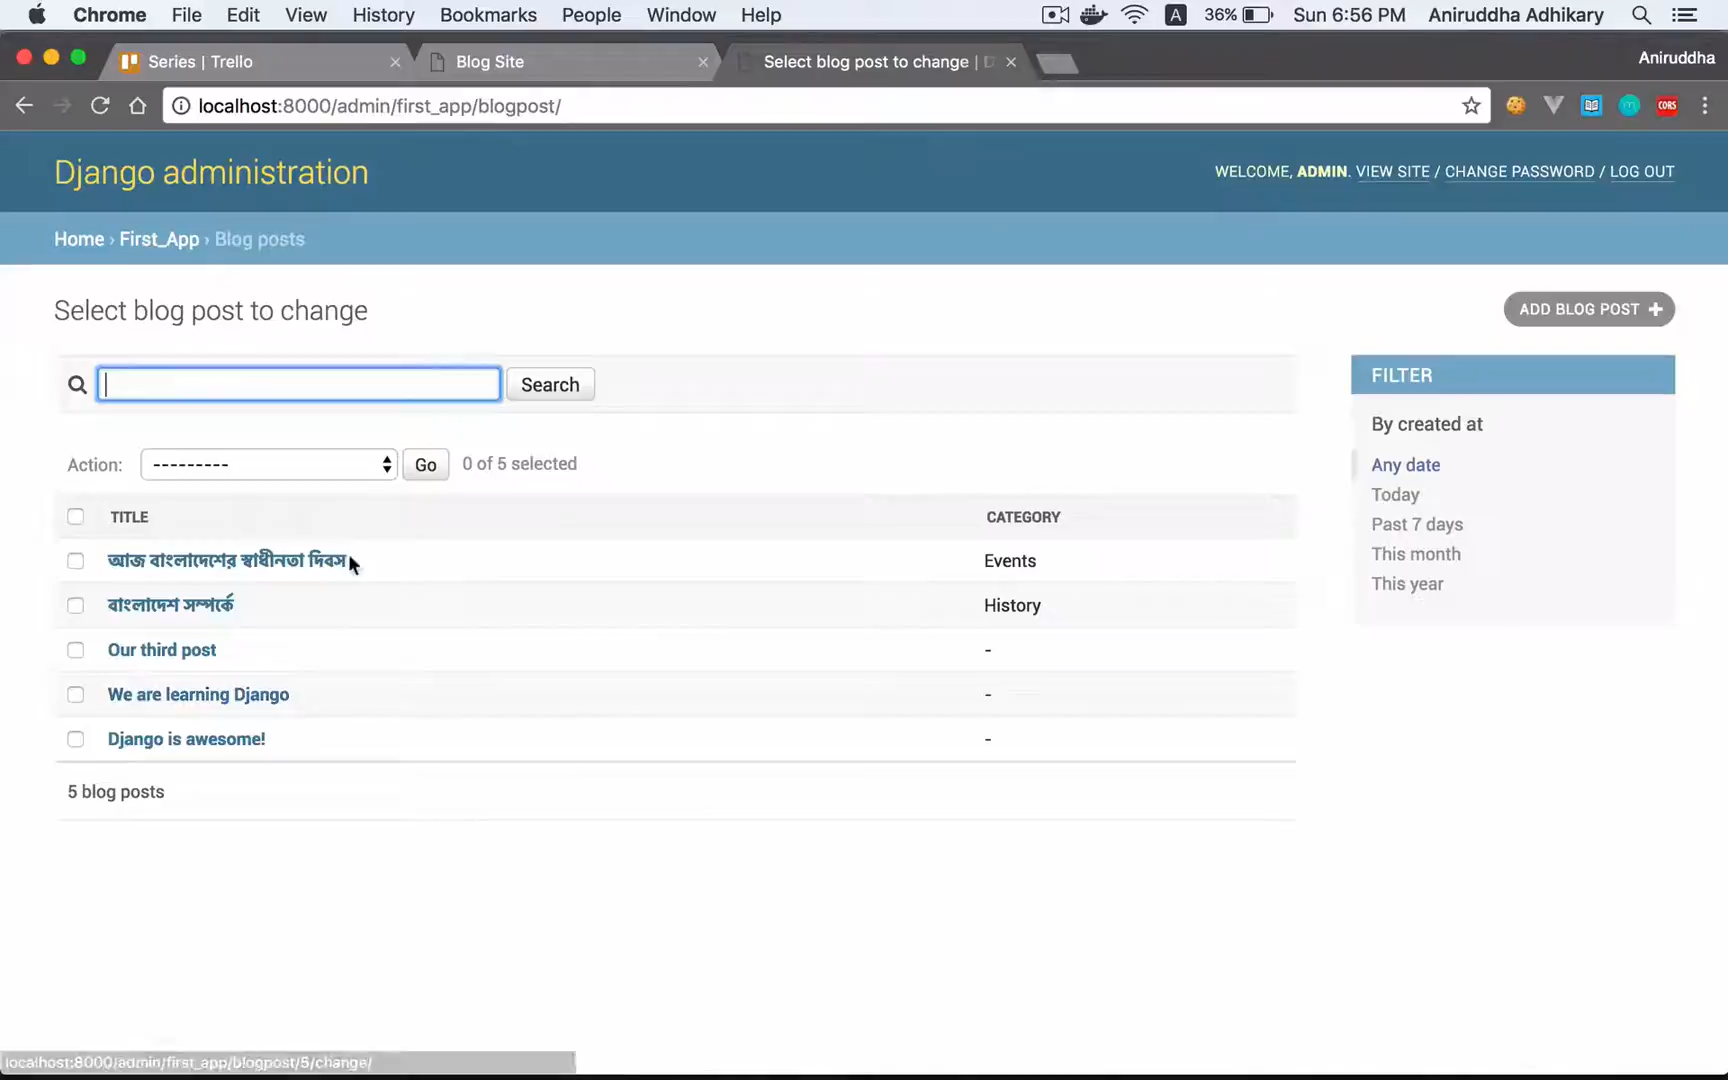 Chrome File Edit View History Bookmarks People Window Help A 36% Sun 6:56 PM Aniruddha Adhikary
Series | Trello Blog Site Select blog post to change | D Aniruddha
localhost:8000/admin/first_app/blogpost/ CORS
Django administration WELCOME, ADMIN. VIEW SITE / CHANGE PASSWORD / LOG OUT
Home › First_App › Blog posts
Select blog post to change ADD BLOG POST +
Search
FILTER
By created at
Any date
Today
Past 7 days
This month
This year
Action: --------- Go 0 of 5 selected
TITLE CATEGORY
আজ বাংলাদেশের স্বাধীনতা দিবস Events
বাংলাদেশ সম্পর্কে History
Our third post -
We are learning Django -
Django is awesome! -
5 blog posts
localhost:8000/admin/first_app/blogpost/5/change/